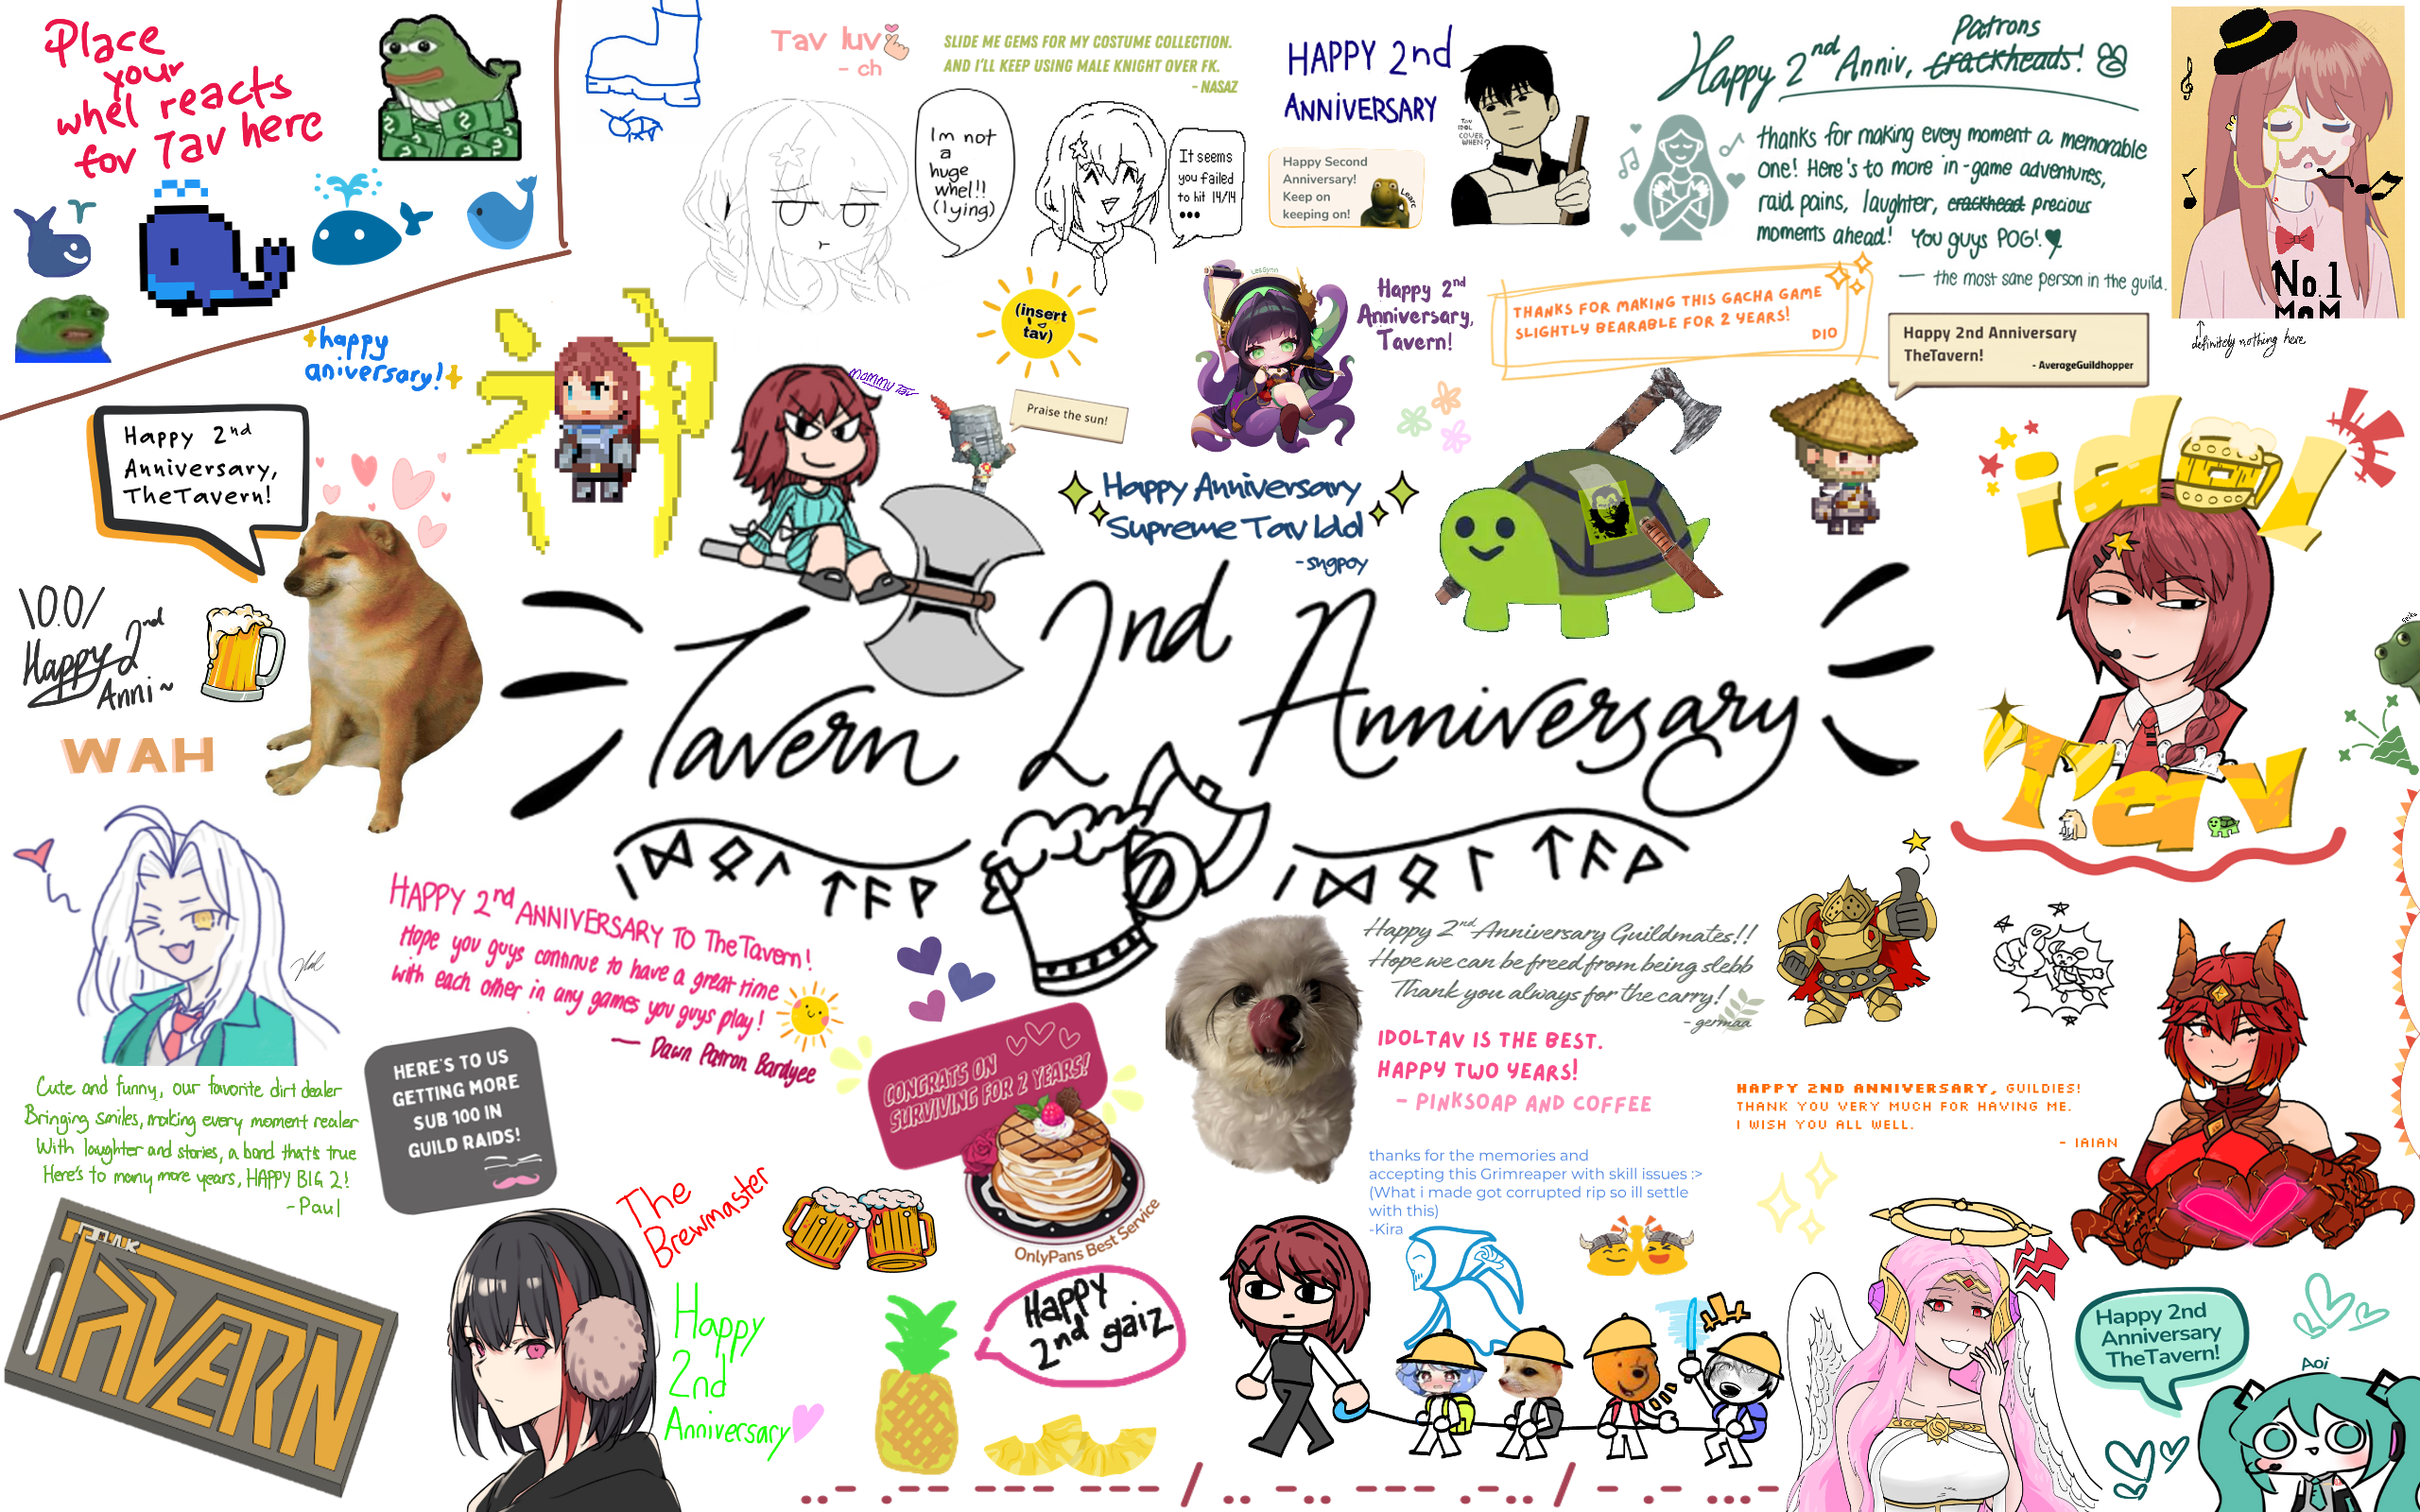 Place
your
whel reacts
for Tav here
Tav luv
- ch
SLIDE ME GEMS FOR MY COSTUME COLLECTION.
AND I'LL KEEP USING MALE KNIGHT OVER FK.
- NASAZ
Im not
a
huge
whel!!
(lying)
It seems
you failed
to hit 14/14
•••
HAPPY 2nd
ANNIVERSARY
Happy Second
Anniversary!
Keep on
keeping on!
Learc
TAV
IDOL
COVER
WHEN?
Patrons
Happy 2nd Anniv, crackheads!
thanks for making every moment a memorable
one! Here's to more in-game adventures,
raid pains, laughter, crackhead precious
moments ahead! You guys POG!
— the most sane person in the guild.
No.1
MOM
definitely nothing here
happy
aniversary!
mommy Tav
(insert
tav)
Praise the sun!
LesBynn
Happy 2nd
Anniversary,
Tavern!
THANKS FOR MAKING THIS GACHA GAME
SLIGHTLY BEARABLE FOR 2 YEARS!
DIO
Happy 2nd Anniversary
TheTavern!
- AverageGuildhopper
Happy 2nd
Anniversary,
TheTavern!
Happy Anniversary
Supreme Tav Idol
- sngpoy
idol
Tav
\0.0/
Happy 2nd
Anni~
WAH
Tavern 2nd Anniversary
ᛁᛞᛟᛚ ᛏᚨᚹ
ᛁᛞᛟᛚ ᛏᚨᚹ
HAPPY 2nd ANNIVERSARY TO TheTavern!
Hope you guys continue to have a great time
with each other in any games you guys play!
— Dawn Patron Bardyee
Happy 2nd Anniversary Guildmates!!
Hope we can be freed from being slebb
Thank you always for the carry!
- germaa
IDOLTAV IS THE BEST.
HAPPY TWO YEARS!
- PINKSOAP AND COFFEE
HAPPY 2ND ANNIVERSARY, GUILDIES!
THANK YOU VERY MUCH FOR HAVING ME.
I WISH YOU ALL WELL.
- IAIAN
Cute and funny, our favorite dirt dealer
Bringing smiles, making every moment realer
With laughter and stories, a bond that's true
Here's to many more years, HAPPY BIG 2!
- Paul
HERE'S TO US
GETTING MORE
SUB 100 IN
GUILD RAIDS!
CONGRATS ON
SURVIVING FOR 2 YEARS!
OnlyPans Best Service
thanks for the memories and
accepting this Grimreaper with skill issues :>
(What i made got corrupted rip so ill settle
with this)
-Kira
TAVERN
The
Brewmaster
Happy
2nd
Anniversary
Happy
2nd gaiz
Happy 2nd
Anniversary
TheTavern!
Aoi
..- .-- --- / .. -.. --- .-.. / - .- ...-